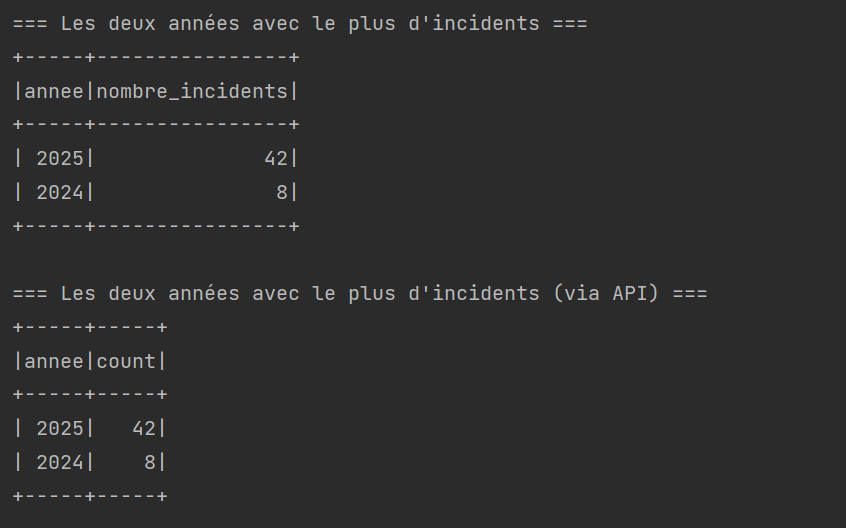 === Les deux années avec le plus d'incidents ===
+-----+----------------+
|annee|nombre_incidents|
+-----+----------------+
| 2025|              42|
| 2024|               8|
+-----+----------------+
=== Les deux années avec le plus d'incidents (via API) ===
+-----+-----+
|annee|count|
+-----+-----+
| 2025|   42|
| 2024|    8|
+-----+-----+